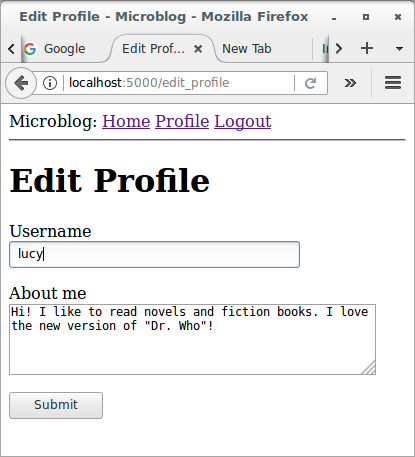 Edit Profile - Microblog - Mozilla Firefox
Google Edit Prof... New Tab
localhost:5000/edit_profile
Microblog: Home Profile Logout
Edit Profile
Username
lucy
About me
Hi! I like to read novels and fiction books. I love
the new version of "Dr. Who"!
Submit